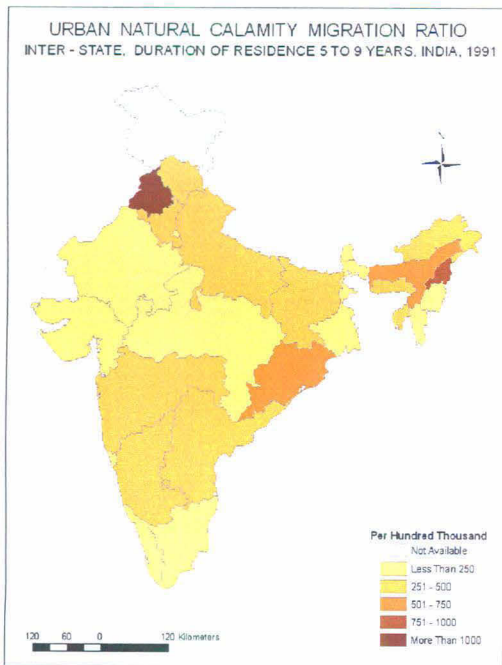 URBAN NATURAL CALAMITY MIGRATION RATIO
INTER - STATE, DURATION OF RESIDENCE 5 TO 9 YEARS, INDIA, 1991
Per Hundred Thousand
Not Available
Less Than 250
251 - 500
501 - 750
751 - 1000
More Than 1000
120 60 0 120 Kilometers